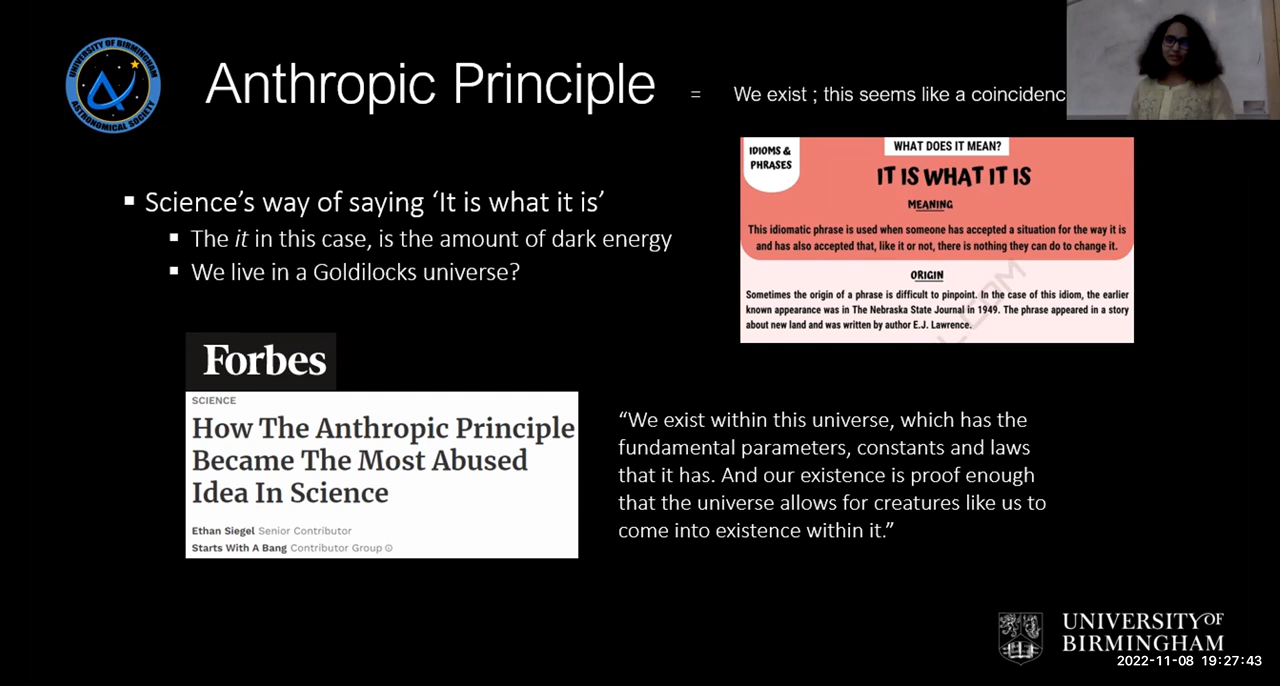 UNIVERSITY OF BIRMINGHAM
ASTRONOMICAL SOCIETY
Anthropic Principle
= We exist ; this seems like a coincidenc
▪ Science’s way of saying ‘It is what it is’
▪ The it in this case, is the amount of dark energy
▪ We live in a Goldilocks universe?
IDIOMS &
PHRASES
WHAT DOES IT MEAN?
IT IS WHAT IT IS
MEANING
This idiomatic phrase is used when someone has accepted a situation for the way it is
and has also accepted that, like it or not, there is nothing they can do to change it.
ORIGIN
Sometimes the origin of a phrase is difficult to pinpoint. In the case of this idiom, the earlier
known appearance was in The Nebraska State Journal in 1949. The phrase appeared in a story
about new land and was written by author E.J. Lawrence.
Forbes
SCIENCE
How The Anthropic Principle
Became The Most Abused
Idea In Science
Ethan Siegel Senior Contributor
Starts With A Bang Contributor Group
“We exist within this universe, which has the
fundamental parameters, constants and laws
that it has. And our existence is proof enough
that the universe allows for creatures like us to
come into existence within it.”
UNIVERSITY OF
BIRMINGHAM
2022-11-08 19:27:43